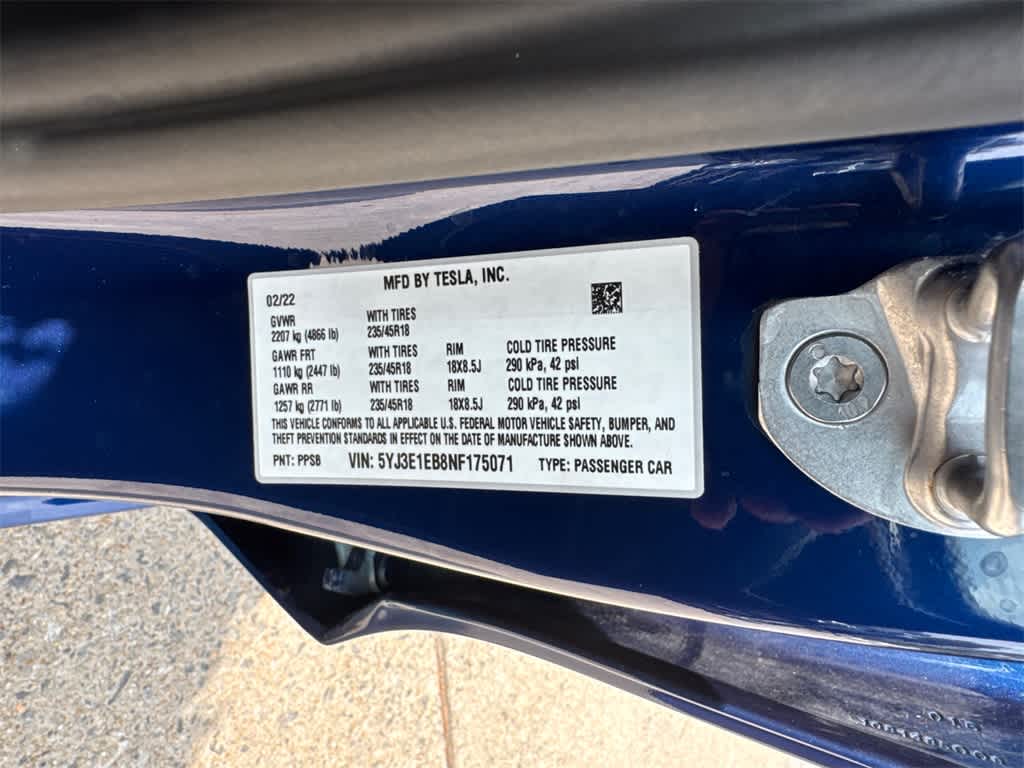 MFD BY TESLA, INC.
02/22
GVWR WITH TIRES
2207 kg (4866 lb) 235/45R18
GAWR FRT WITH TIRES RIM COLD TIRE PRESSURE
1110 kg (2447 lb) 235/45R18 18X8.5J 290 kPa, 42 psi
GAWR RR WITH TIRES RIM COLD TIRE PRESSURE
1257 kg (2771 lb) 235/45R18 18X8.5J 290 kPa, 42 psi
THIS VEHICLE CONFORMS TO ALL APPLICABLE U.S. FEDERAL MOTOR VEHICLE SAFETY, BUMPER, AND
THEFT PREVENTION STANDARDS IN EFFECT ON THE DATE OF MANUFACTURE SHOWN ABOVE.
PNT: PPSB VIN: 5YJ3E1EB8NF175071 TYPE: PASSENGER CAR